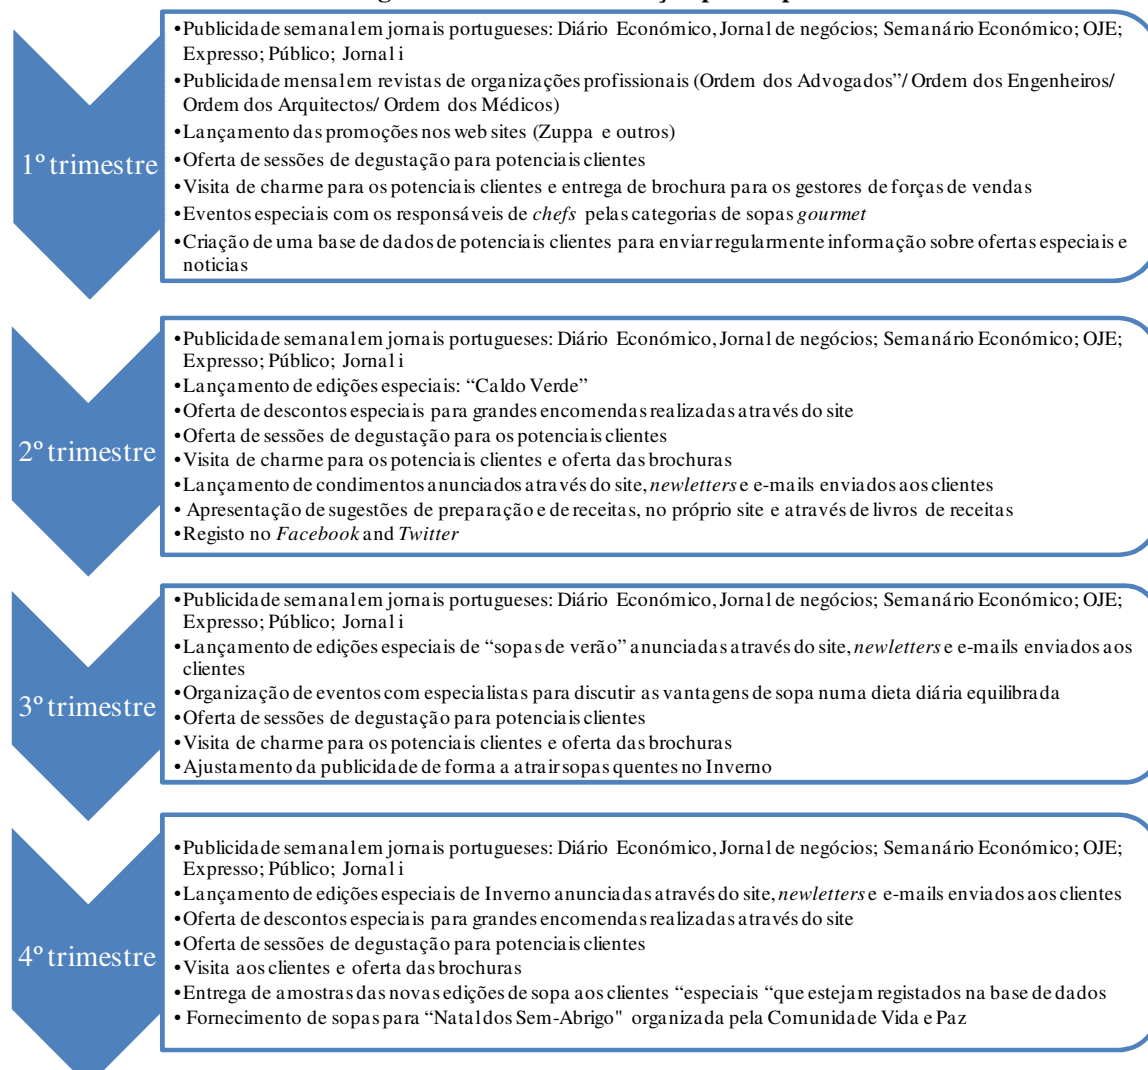 1º trimestre
•Publicidade semanal em jornais portugueses: Diário Económico, Jornal de negócios; Semanário Económico; OJE;
Expresso; Público; Jornal i
•Publicidade mensal em revistas de organizações profissionais (Ordem dos Advogados”/ Ordem dos Engenheiros/
Ordem dos Arquitectos/ Ordem dos Médicos)
•Lançamento das promoções nos web sites (Zuppa e outros)
•Oferta de sessões de degustação para potenciais clientes
•Visita de charme para os potenciais clientes e entrega de brochura para os gestores de forças de vendas
•Eventos especiais com os responsáveis de chefs pelas categorias de sopas gourmet
•Criação de uma base de dados de potenciais clientes para enviar regularmente informação sobre ofertas especiais e
noticias
2º trimestre
•Publicidade semanal em jornais portugueses: Diário Económico, Jornal de negócios; Semanário Económico; OJE;
Expresso; Público; Jornal i
•Lançamento de edições especiais: “Caldo Verde”
•Oferta de descontos especiais para grandes encomendas realizadas através do site
•Oferta de sessões de degustação para os potenciais clientes
•Visita de charme para os potenciais clientes e oferta das brochuras
•Lançamento de condimentos anunciados através do site, newletters e e-mails enviados aos clientes
• Apresentação de sugestões de preparação e de receitas, no próprio site e através de livros de receitas
•Registo no Facebook and Twitter
3º trimestre
•Publicidade semanal em jornais portugueses: Diário Económico, Jornal de negócios; Semanário Económico; OJE;
Expresso; Público; Jornal i
•Lançamento de edições especiais de “sopas de verão” anunciadas através do site, newletters e e-mails enviados aos
clientes
•Organização de eventos com especialistas para discutir as vantagens de sopa numa dieta diária equilibrada
•Oferta de sessões de degustação para potenciais clientes
•Visita de charme para os potenciais clientes e oferta das brochuras
•Ajustamento da publicidade de forma a atrair sopas quentes no Inverno
4º trimestre
•Publicidade semanal em jornais portugueses: Diário Económico, Jornal de negócios; Semanário Económico; OJE;
Expresso; Público; Jornal i
•Lançamento de edições especiais de Inverno anunciadas através do site, newletters e e-mails enviados aos clientes
•Oferta de descontos especiais para grandes encomendas realizadas através do site
•Oferta de sessões de degustação para potenciais clientes
•Visita aos clientes e oferta das brochuras
•Entrega de amostras das novas edições de sopa aos clientes “especiais “que estejam registados na base de dados
• Fornecimento de sopas para “Natal dos Sem-Abrigo" organizada pela Comunidade Vida e Paz